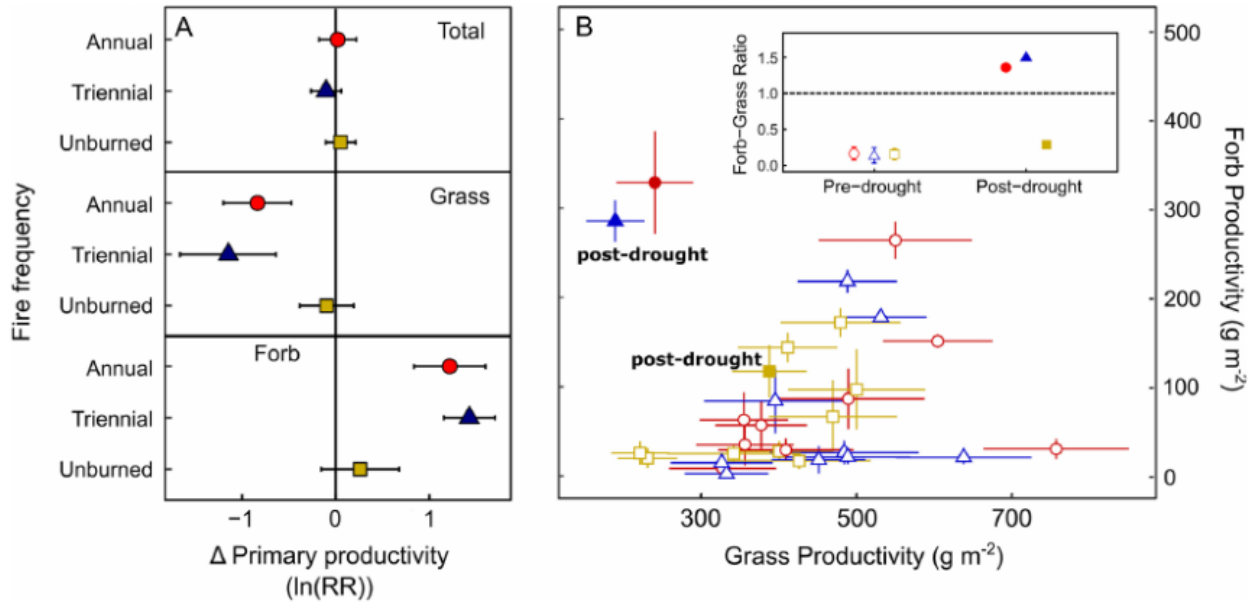 A
Total
Annual
Triennial
Unburned
Grass
Annual
Triennial
Unburned
Forb
Annual
Triennial
Unburned
Fire frequency
−1 0 1
Δ Primary productivity
(ln(RR))
B
Forb−Grass Ratio
1.5
1.0
0.5
0.0
Pre−drought Post−drought
post-drought
post-drought
500
400
300
200
100
0
Forb Productivity (g m⁻²)
300 500 700
Grass Productivity (g m⁻²)